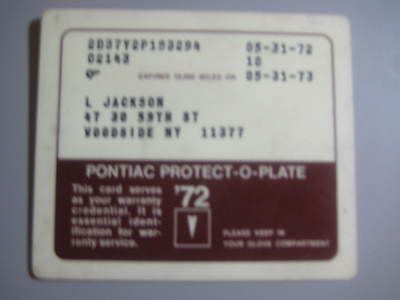 2D37Y2P193294 05-31-72
02143 10
EXPIRES 12,000 MILES OR 05-31-73
L JACKSON
47 30 59TH ST
WOODSIDE NY 11377
PONTIAC PROTECT-O-PLATE
This card serves
as your warranty
credential. It is
essential ident-
ification for war-
ranty service.
'72
PLEASE KEEP IN
YOUR GLOVE COMPARTMENT